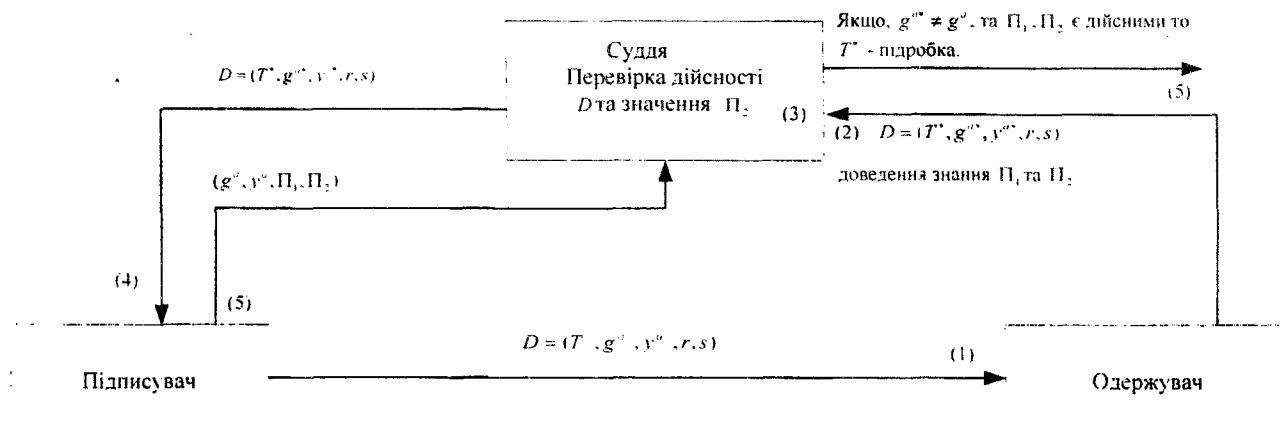 Якщо, g^{a*} ≠ g^{a}, та П₁, П₂ є дійсними то
T* - підробка.
(5)
Суддя
Перевірка дійсності
D та значення П₂
(3)
D = (T*, g^{a*}, y^{a*}, r, s)
(2) D = (T*, g^{a*}, y^{a*}, r, s)
доведення знання П₁ та П₂
(g^{a}, y^{a}, П₁, П₂)
(4)
(5)
D = (T, g^{a}, y^{a}, r, s)
(1)
Підписувач
Одержувач